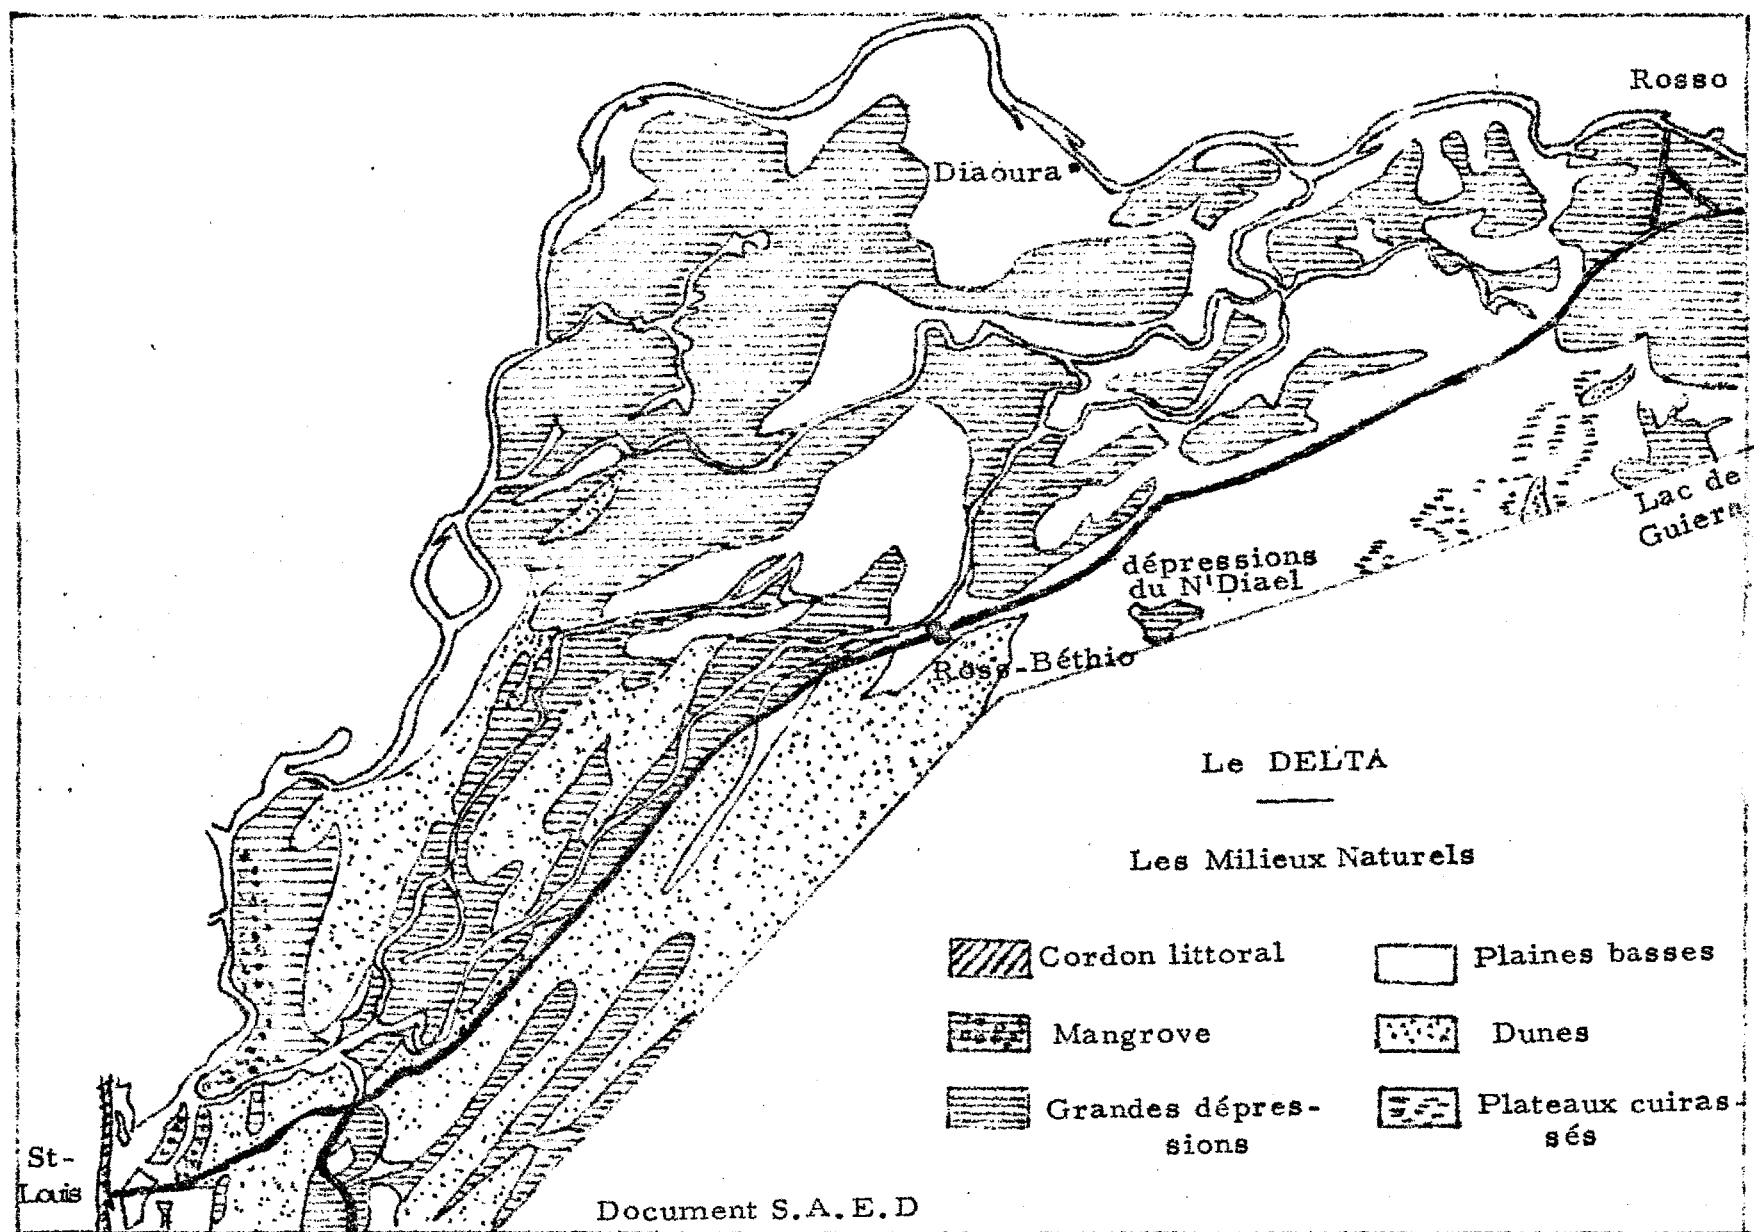 Rosso
Diaoura
Lac de
Guiers
dépressions
du N'Diael
Ross-Béthio
Le DELTA
Les Milieux Naturels
Cordon littoral
Plaines basses
Mangrove
Dunes
Grandes dépres-
sions
Plateaux cuiras-
sés
St-
Louis
Document S.A.E.D